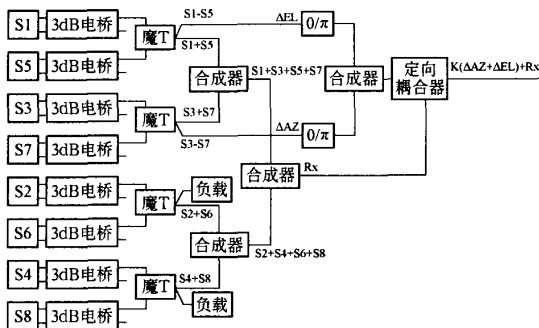 S1 3dB电桥
魔T
S1-S5
S1+S5
ΔEL
0/π
S5 3dB电桥
合成器
S1+S3+S5+S7
合成器
定向
耦合器
K(ΔAZ+ΔEL)+Rx
S3 3dB电桥
魔T
S3+S7
S3-S7
ΔAZ
0/π
S7 3dB电桥
合成器
Rx
S2 3dB电桥
魔T
负载
S2+S6
S6 3dB电桥
合成器
S2+S4+S6+S8
S4 3dB电桥
魔T
S4+S8
负载
S8 3dB电桥